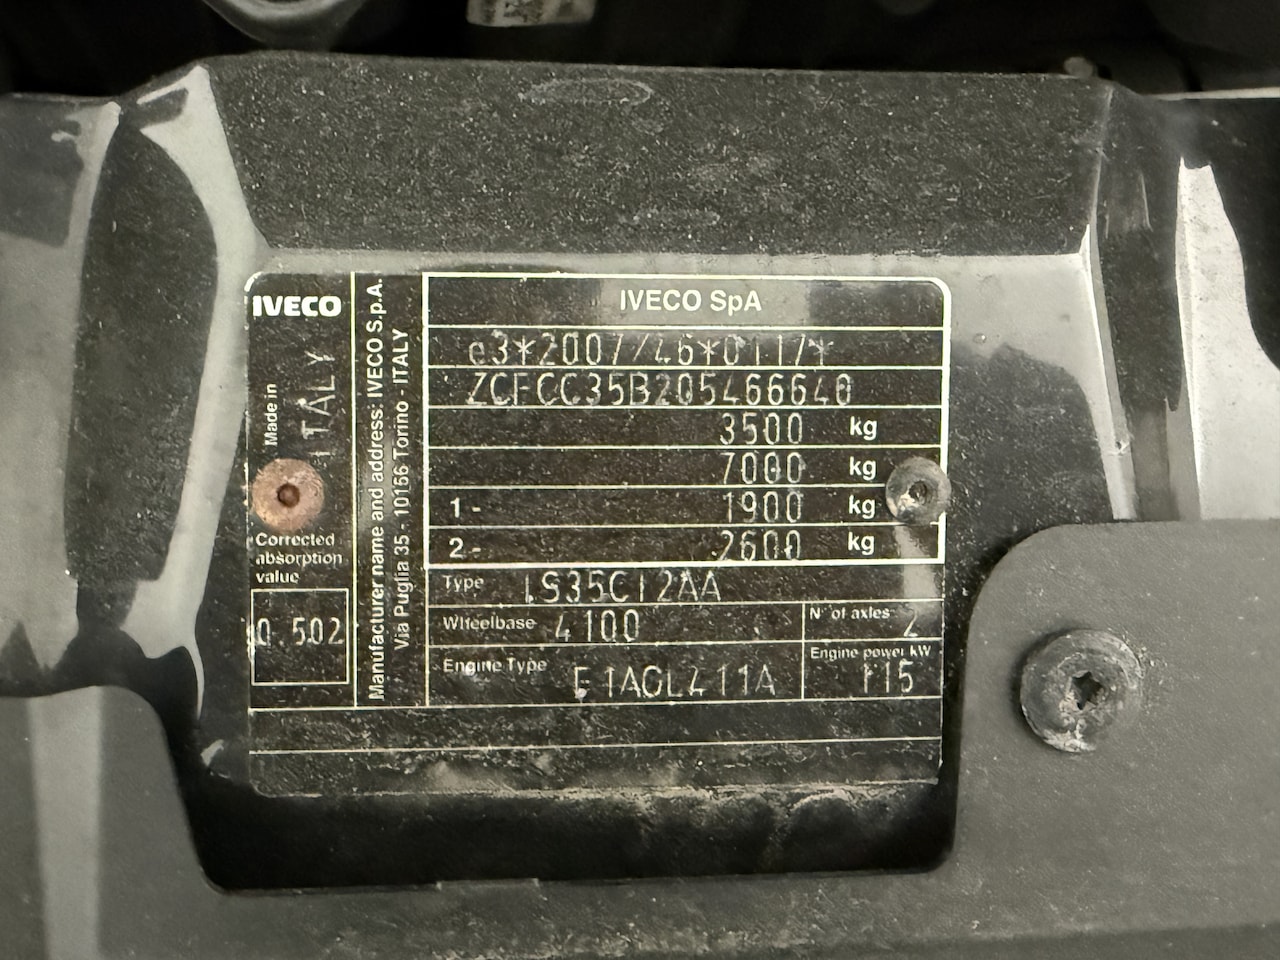 IVECO
Made in
ITALY
Corrected
absorption
value
0.502
Manufacturer name and address: IVECO S.p.A.
Via Puglia 35 - 10156 Torino - ITALY
IVECO SpA
e3*2007/46*0117*
ZCFCC35B205466640
3500 kg
7000 kg
1- 1900 kg
2- 2600 kg
Type IS35C12AA
Wheelbase 4100
N° of axles 2
Engine Type F1AGL411A
Engine power kW 115